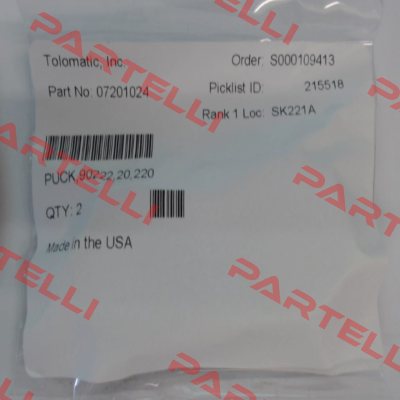 Tolomatic, Inc.
Order: S000109413
Part No: 07201024
Picklist ID: 215518
Rank 1 Loc: SK221A
PUCK,90222,20,220
QTY: 2
Made in the USA
PARTELLI
PARTELLI
PARTELLI
PARTELLI